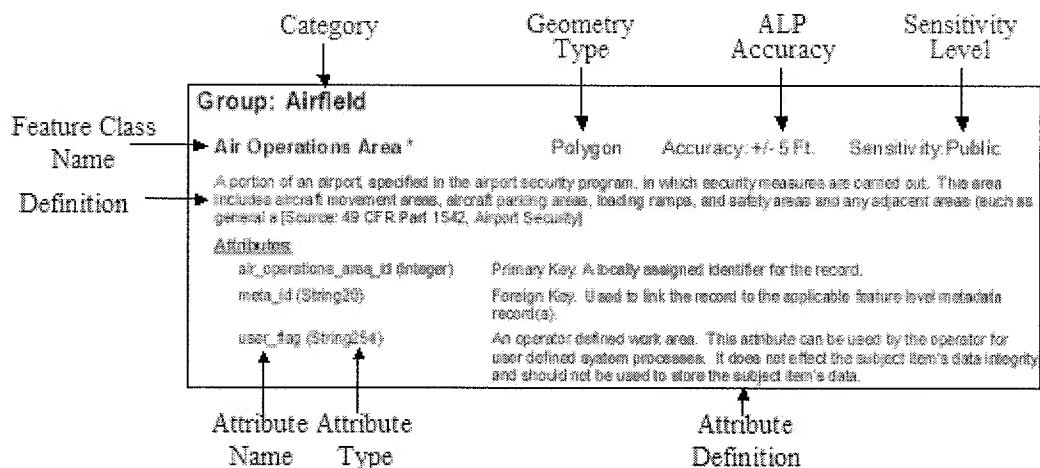 Category
Geometry Type
ALP Accuracy
Sensitivity Level
Group: Airfield
Feature Class Name
Air Operations Area * Polygon Accuracy: +/- 5 Ft. Sensitivity: Public
Definition
A portion of an airport, specified in the airport security program, in which security measures are carried out. This area
includes aircraft movement areas, aircraft parking areas, loading ramps, and safety areas and any adjacent areas (such as
general a [Source: 49 CFR Part 1542, Airport Security]
Attributes:
air_operations_area_id (Integer) Primary Key. A locally assigned identifier for the record.
meta_id (String20) Foreign Key. Used to link the record to the applicable feature level metadata
record(s).
user_flag (String254) An operator defined work area. This attribute can be used by the operator for
user defined system processes. It does not effect the subject item's data integrity
and should not be used to store the subject item's data.
Attribute Name
Attribute Type
Attribute Definition